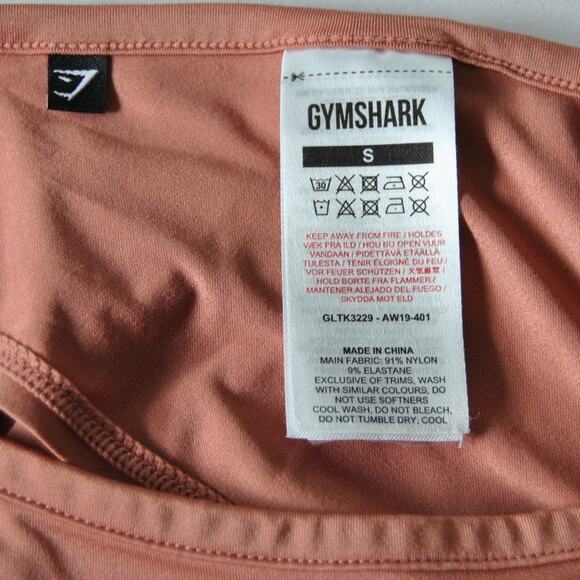 GYMSHARK
S
30
KEEP AWAY FROM FIRE / HOLDES
VÆK FRA ILD / HOU BIJ OPEN VUUR
VANDAAN / PIDETTÄVÄ ETÄÄLLÄ
TULESTA / TENIR ÉLOIGNÉ DU FEU /
VOR FEUER SCHÜTZEN / 火気厳禁 /
HOLD BORTE FRA FLAMMER /
MANTENER ALEJADO DEL FUEGO /
SKYDDA MOT ELD
GLTK3229 - AW19-401
MADE IN CHINA
MAIN FABRIC: 91% NYLON
9% ELASTANE
EXCLUSIVE OF TRIMS, WASH
WITH SIMILAR COLOURS, DO
NOT USE SOFTNERS
COOL WASH, DO NOT BLEACH,
DO NOT TUMBLE DRY, COOL